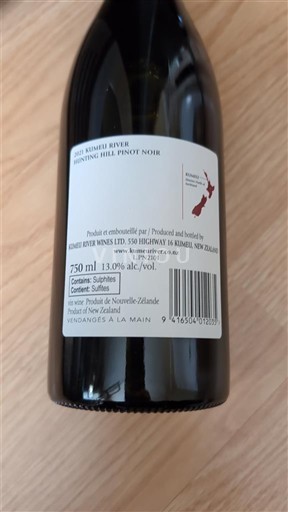 2021 KUMEU RIVER
HUNTING HILL PINOT NOIR
KUMEU
Produit et embouteillé par / Produced and bottled by
KUMEU RIVER WINES LTD. 550 HIGHWAY 16 KUMEU, NEW ZEALAND
www.kumeuriver.co.nz
750 ml 13.0% alc./vol.
Contains: Sulphites
Contient: Sulfites
vin/wine Produit de Nouvelle-Zélande
Product of New Zealand
VENDANGÉS À LA MAIN
9 416504 012035